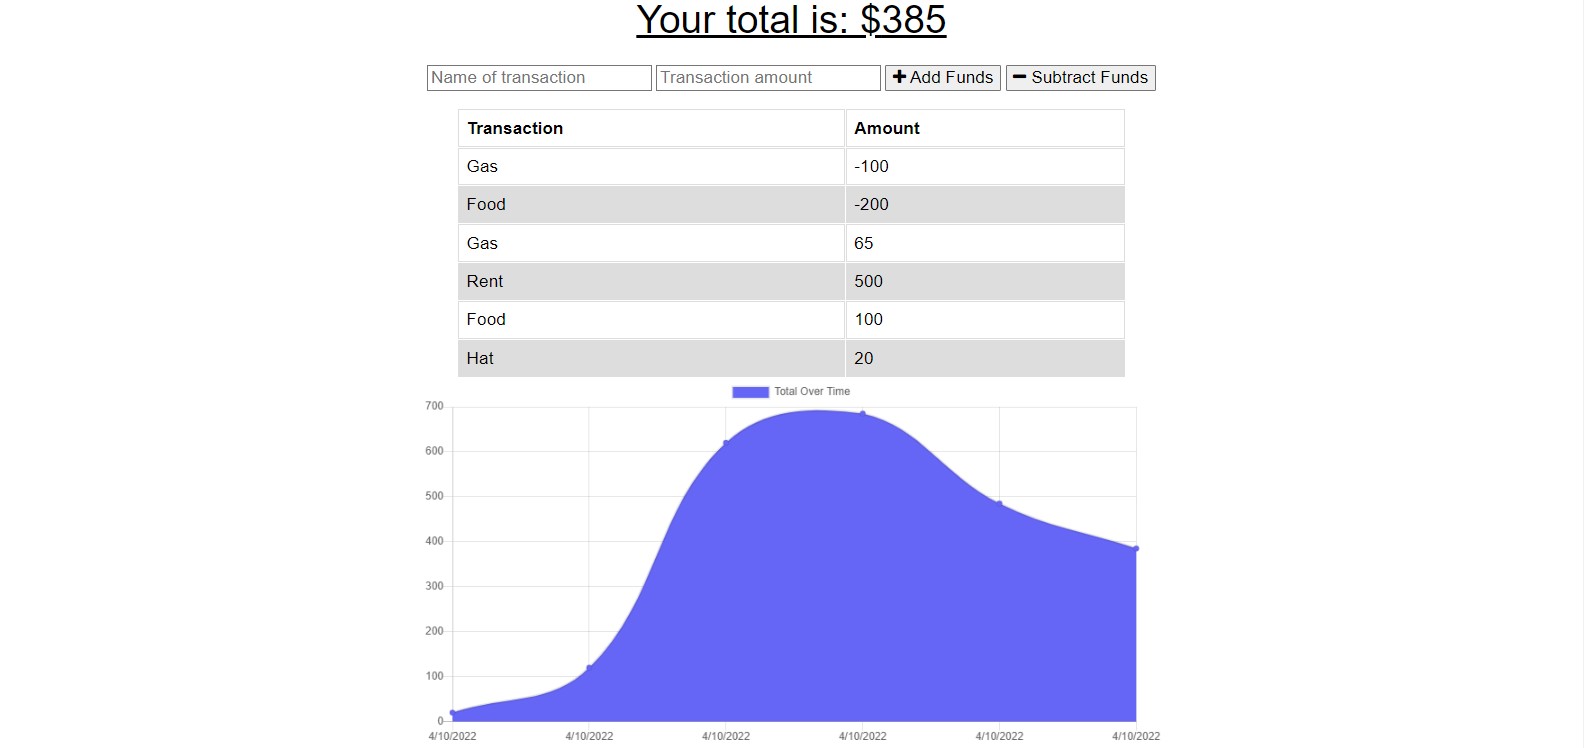 Your total is: $385
Name of transaction Transaction amount + Add Funds − Subtract Funds
Transaction Amount
Gas -100
Food -200
Gas 65
Rent 500
Food 100
Hat 20
Total Over Time
700
600
500
400
300
200
100
0
4/10/2022 4/10/2022 4/10/2022 4/10/2022 4/10/2022 4/10/2022